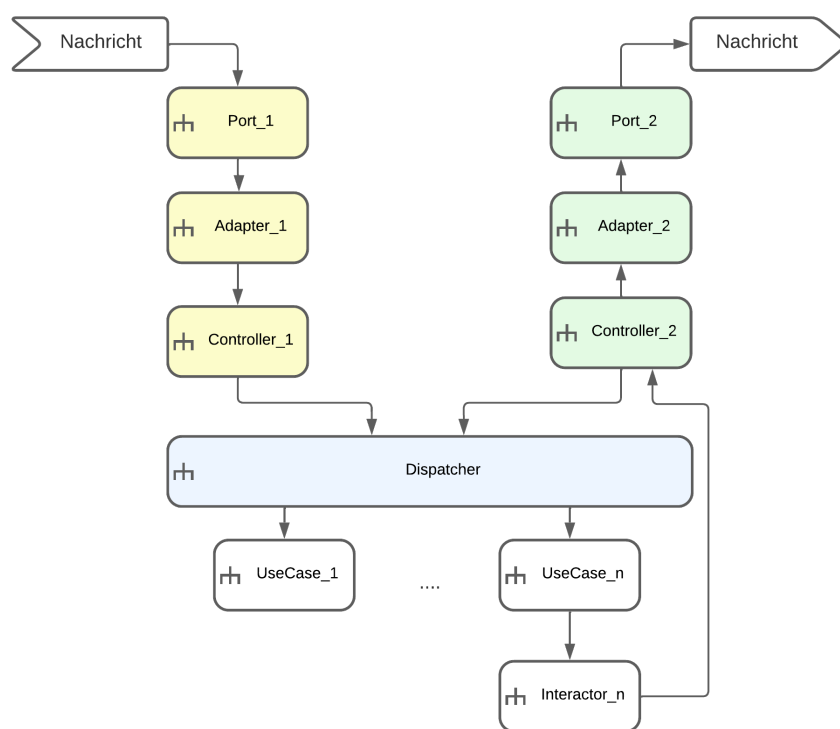 Nachricht
Nachricht
Port_1
Port_2
Adapter_1
Adapter_2
Controller_1
Controller_2
Dispatcher
UseCase_1
....
UseCase_n
Interactor_n